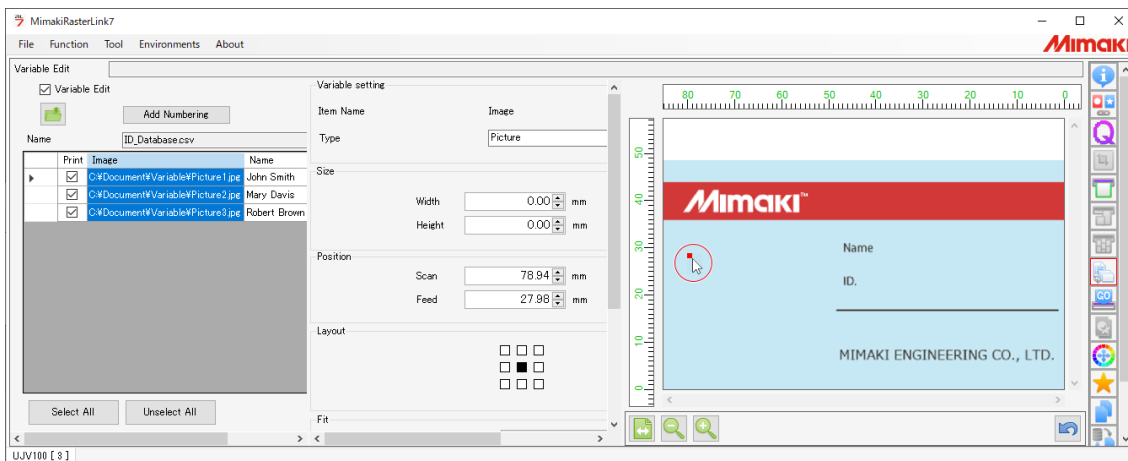 MimakiRasterLink7
File Function Tool Environments About
Mimaki
Variable Edit
Variable Edit
Add Numbering
Name ID_Database.csv
Print Image Name
C:¥Document¥Variable¥Picture1.jpg John Smith
C:¥Document¥Variable¥Picture2.jpg Mary Davis
C:¥Document¥Variable¥Picture3.jpg Robert Brown
Select All Unselect All
Variable setting
Item Name Image
Type Picture
Size
Width 0.00 mm
Height 0.00 mm
Position
Scan 78.94 mm
Feed 27.98 mm
Layout
Fit
80 70 60 50 40 30 20 10 0
50
40
30
20
10
0
Mimaki™
Name
ID.
MIMAKI ENGINEERING CO., LTD.
Q
GO
UJV100 [ 3 ]